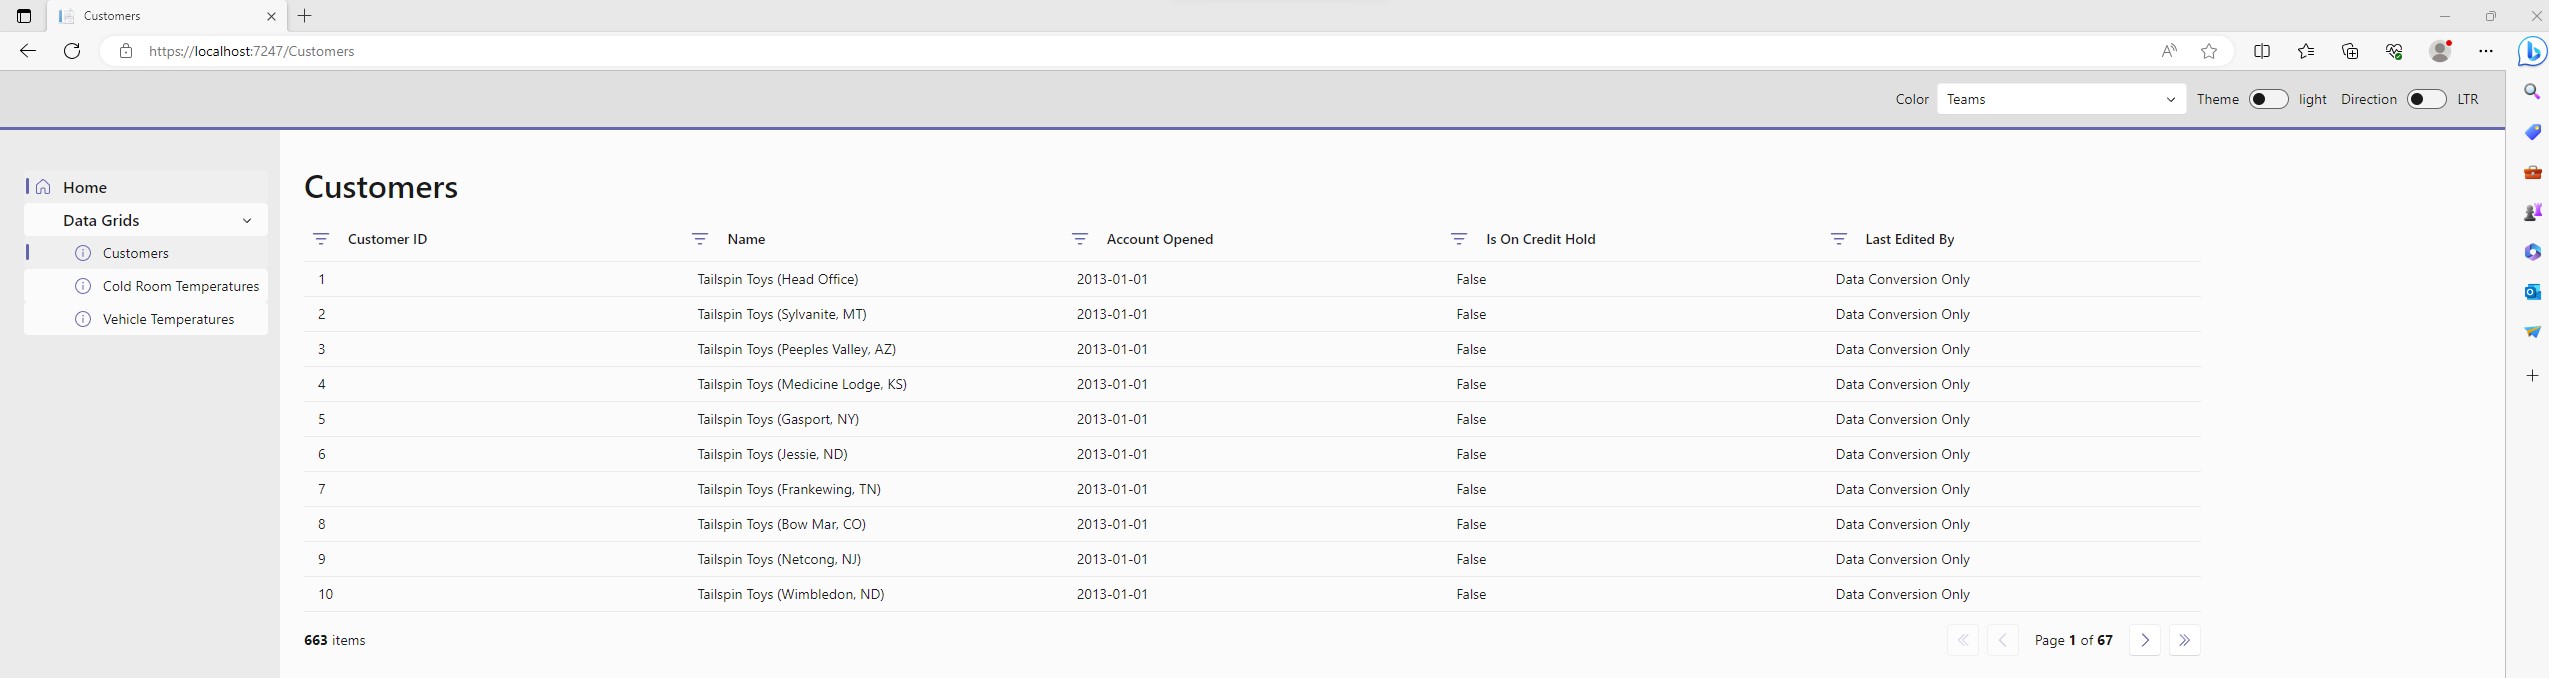 Customers
https://localhost:7247/Customers
Color Teams Theme light Direction LTR
Home
Data Grids
Customers
Cold Room Temperatures
Vehicle Temperatures
Customers
Customer ID Name Account Opened Is On Credit Hold Last Edited By
1 Tailspin Toys (Head Office) 2013-01-01 False Data Conversion Only
2 Tailspin Toys (Sylvanite, MT) 2013-01-01 False Data Conversion Only
3 Tailspin Toys (Peeples Valley, AZ) 2013-01-01 False Data Conversion Only
4 Tailspin Toys (Medicine Lodge, KS) 2013-01-01 False Data Conversion Only
5 Tailspin Toys (Gasport, NY) 2013-01-01 False Data Conversion Only
6 Tailspin Toys (Jessie, ND) 2013-01-01 False Data Conversion Only
7 Tailspin Toys (Frankewing, TN) 2013-01-01 False Data Conversion Only
8 Tailspin Toys (Bow Mar, CO) 2013-01-01 False Data Conversion Only
9 Tailspin Toys (Netcong, NJ) 2013-01-01 False Data Conversion Only
10 Tailspin Toys (Wimbledon, ND) 2013-01-01 False Data Conversion Only
663 items Page 1 of 67